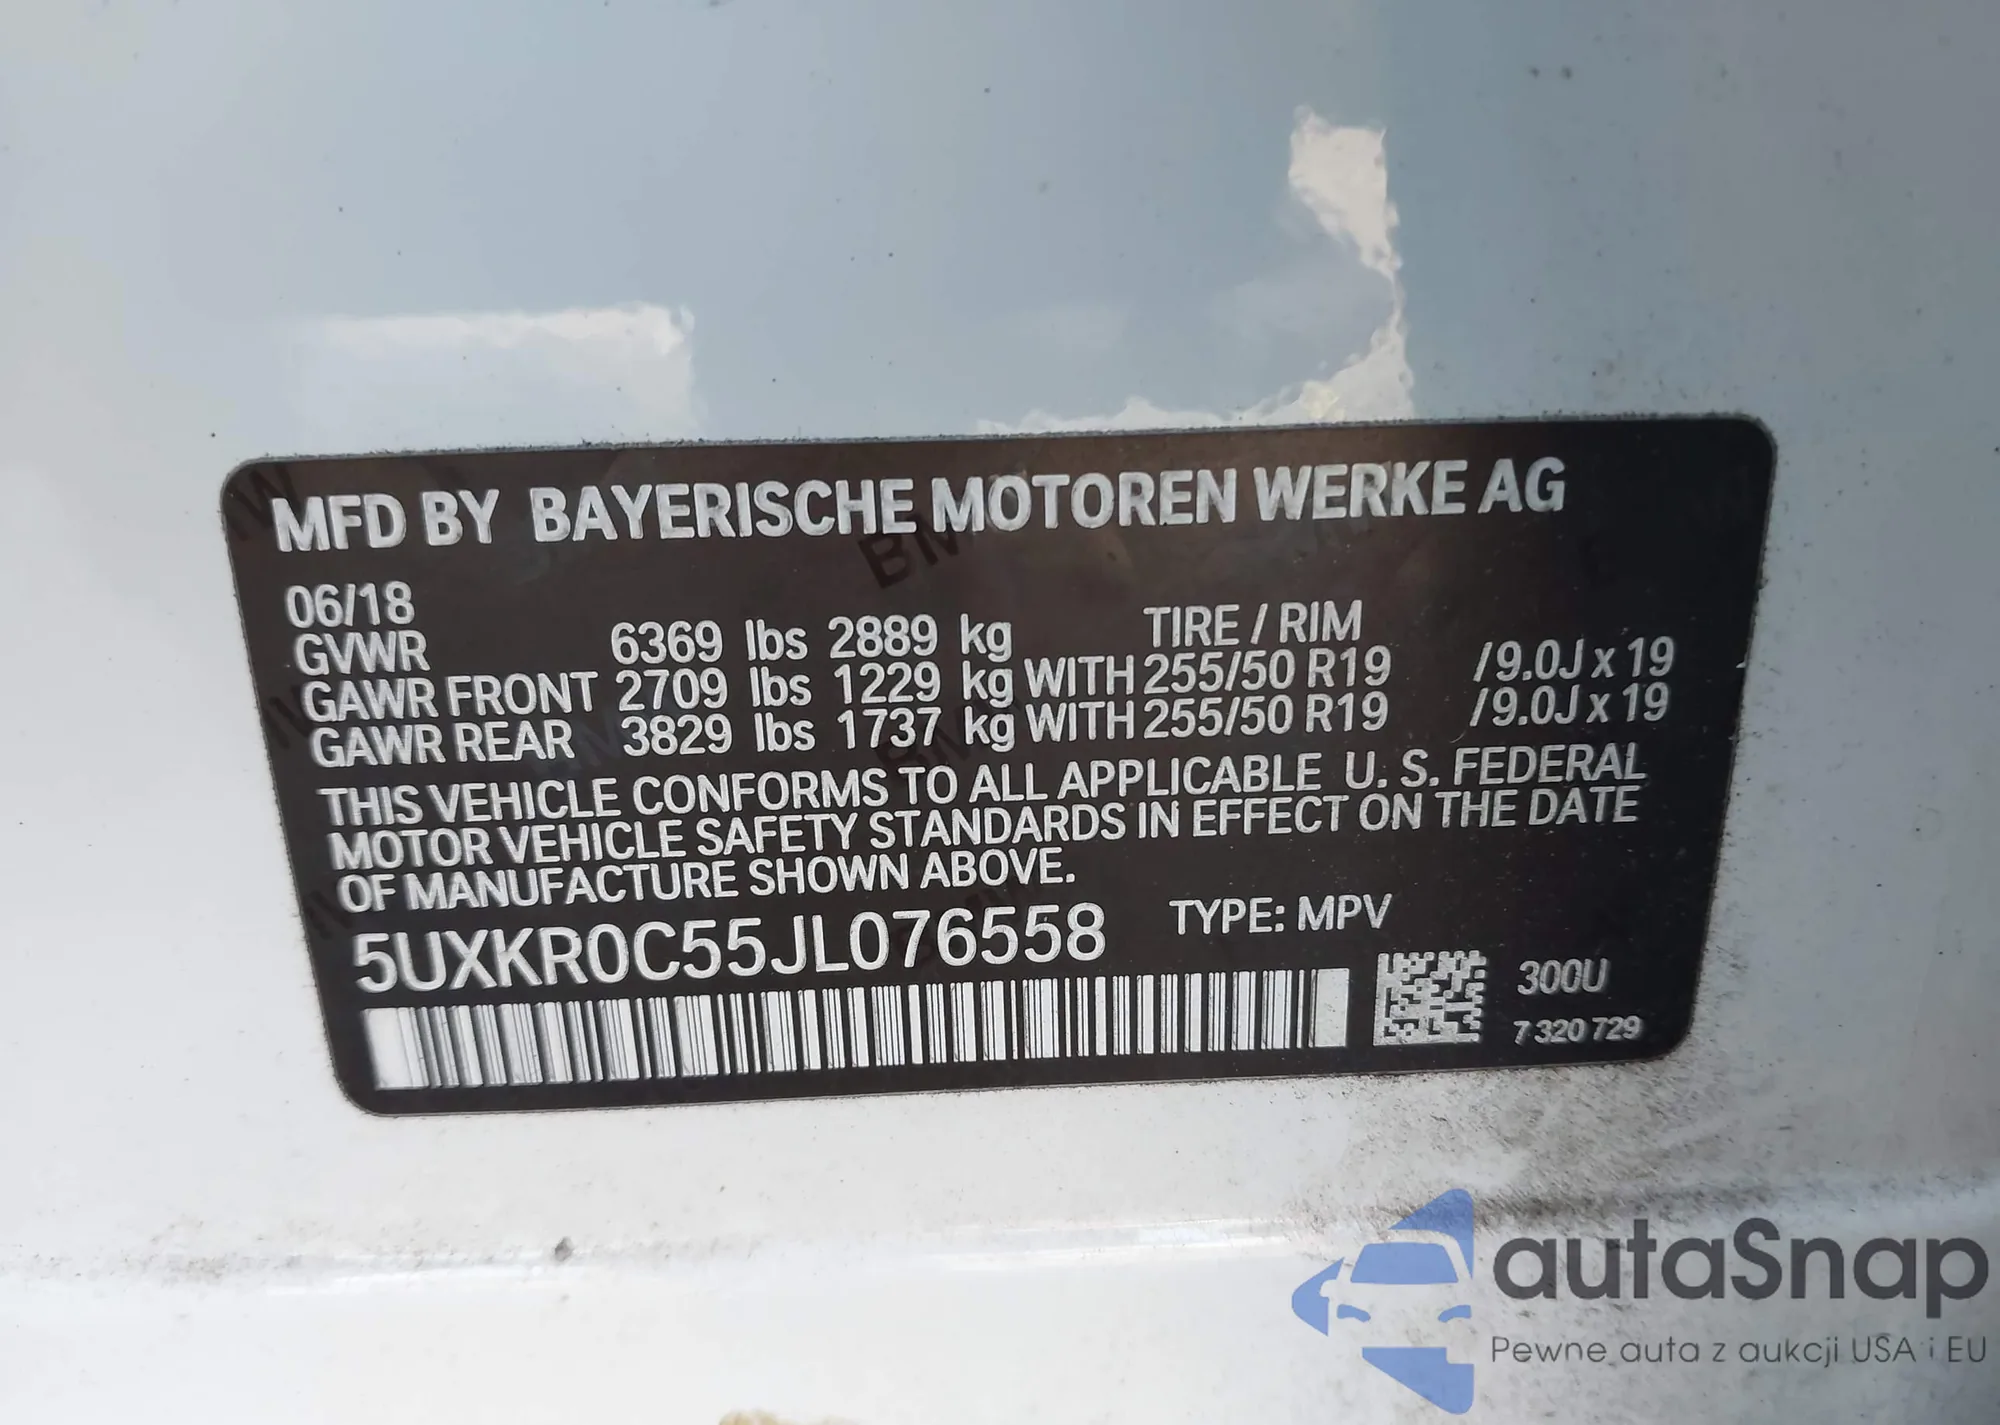 MFD BY BAYERISCHE MOTOREN WERKE AG
06/18 TIRE / RIM
GVWR 6369 lbs 2889 kg
GAWR FRONT 2709 lbs 1229 kg WITH 255/50 R19 /9.0J x 19
GAWR REAR 3829 lbs 1737 kg WITH 255/50 R19 /9.0J x 19
THIS VEHICLE CONFORMS TO ALL APPLICABLE U. S. FEDERAL
MOTOR VEHICLE SAFETY STANDARDS IN EFFECT ON THE DATE
OF MANUFACTURE SHOWN ABOVE.
5UXKR0C55JL076558 TYPE: MPV
300U
7 320 729
autaSnap
Pewne auta z aukcji USA i EU